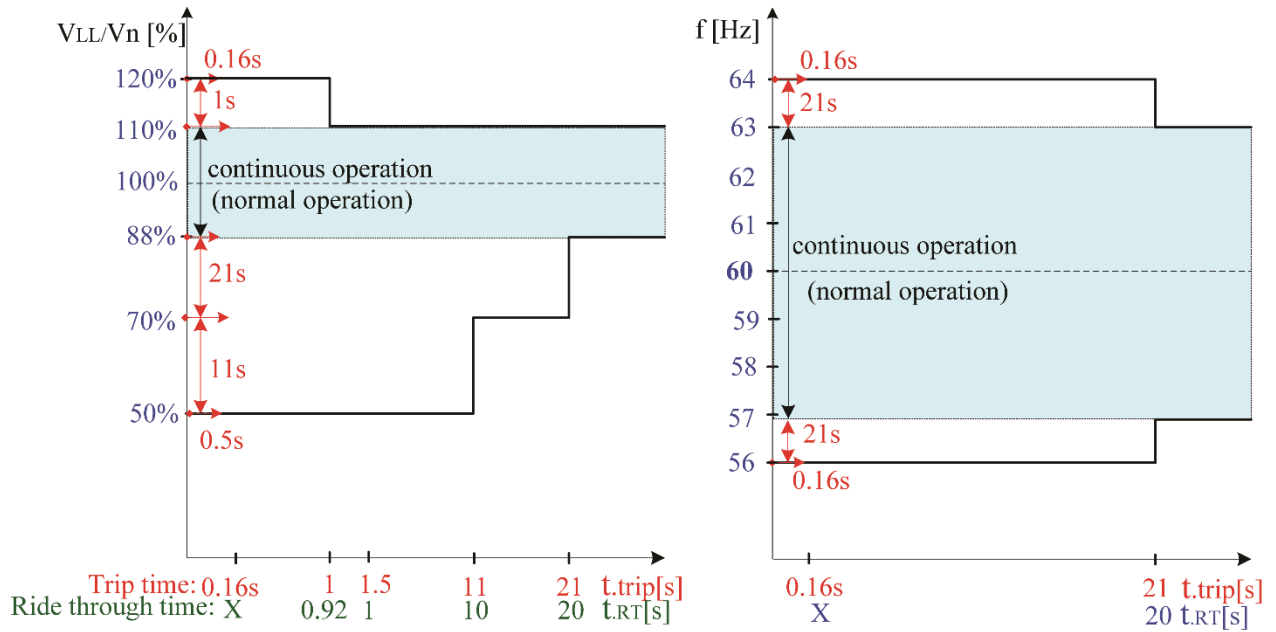 VLL/Vn [%]
0.16s
120%
1s
110%
continuous operation
100%
(normal operation)
88%
21s
70%
11s
50%
0.5s
Trip time: 0.16s 1 1.5 11 21 t.trip[s]
Ride through time: X 0.92 1 10 20 t.RT[s]
f [Hz]
0.16s
64
21s
63
62
61
continuous operation
60
(normal operation)
59
58
57
21s
56
0.16s
0.16s 21 t.trip[s]
X 20 t.RT[s]